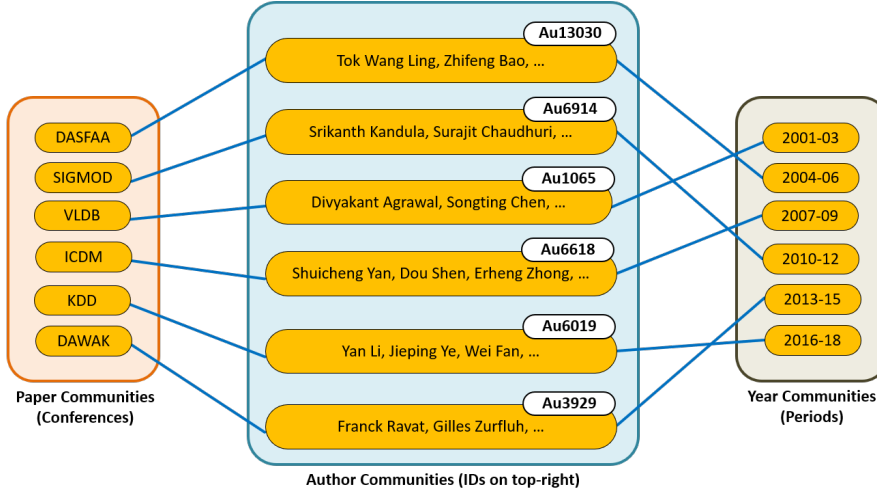 DASFAA
SIGMOD
VLDB
ICDM
KDD
DAWAK
Paper Communities
(Conferences)
Au13030
Tok Wang Ling, Zhifeng Bao, ...
Au6914
Srikanth Kandula, Surajit Chaudhuri, ...
Au1065
Divyakant Agrawal, Songting Chen, ...
Au6618
Shuicheng Yan, Dou Shen, Erheng Zhong, ...
Au6019
Yan Li, Jieping Ye, Wei Fan, ...
Au3929
Franck Ravat, Gilles Zurfluh, ...
Author Communities (IDs on top-right)
2001-03
2004-06
2007-09
2010-12
2013-15
2016-18
Year Communities
(Periods)